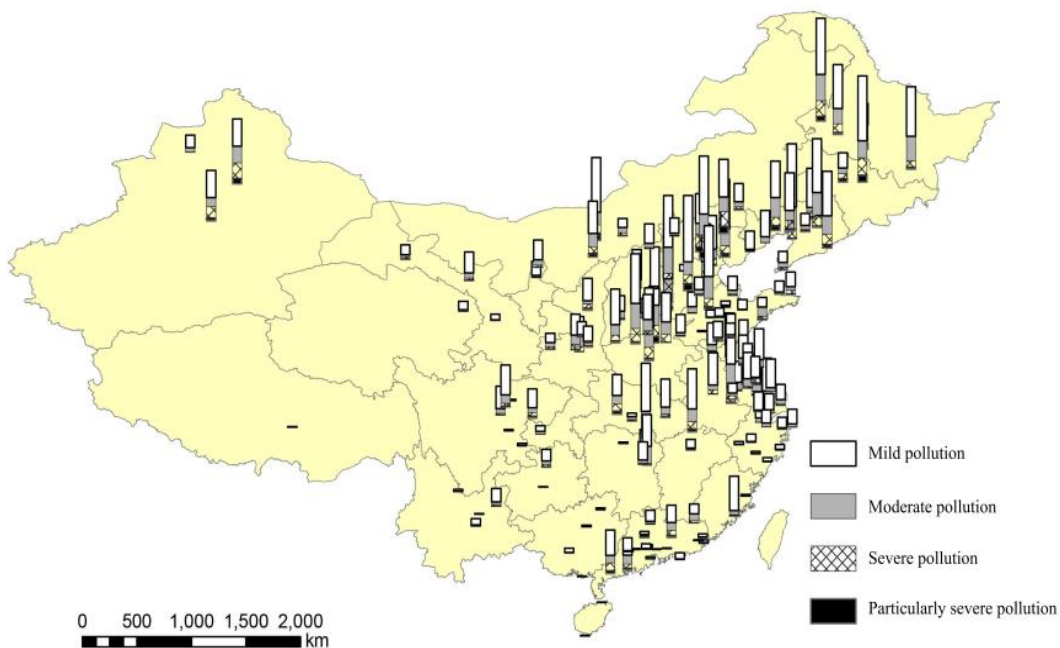 Mild pollution
Moderate pollution
Severe pollution
Particularly severe pollution
0 500 1,000 1,500 2,000
km